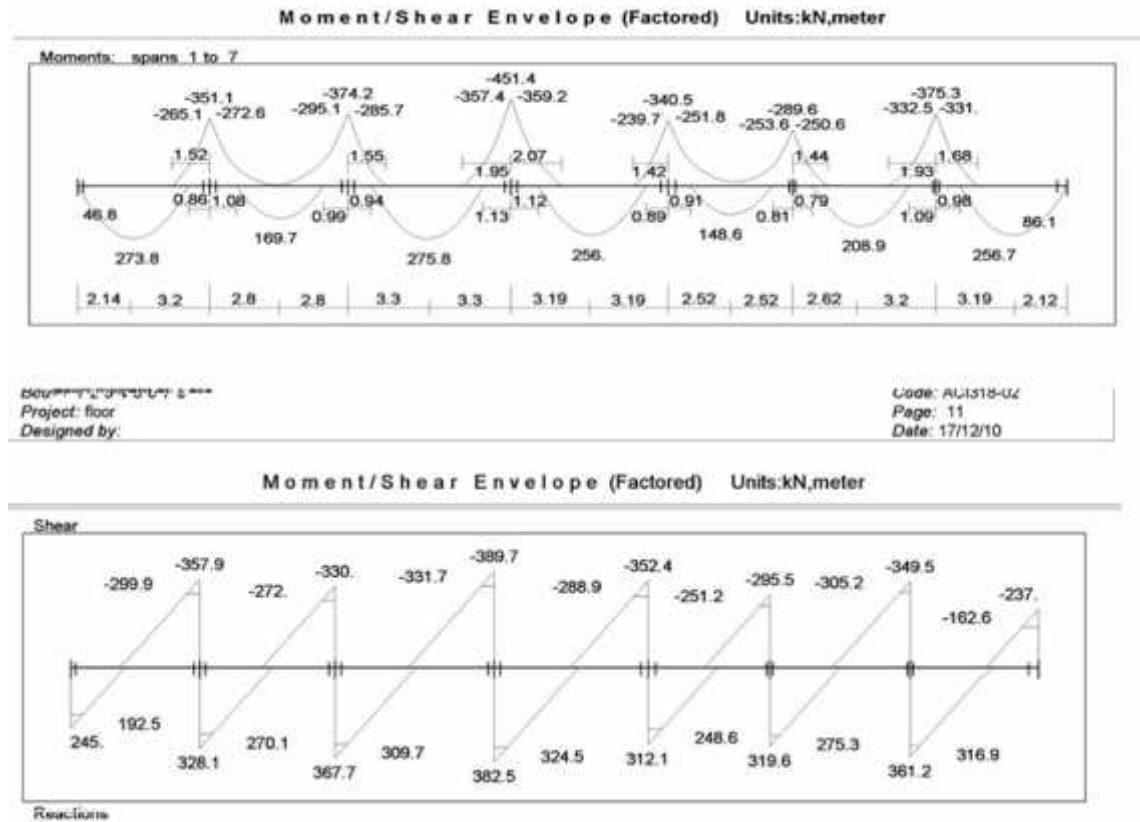 Moment/Shear Envelope (Factored) Units:kN,meter
Moments: spans 1 to 7
-351.1 -374.2 -451.4 -340.5 -289.6 -375.3
-265.1 -272.6 -295.1 -285.7 -357.4 -359.2 -239.7 -251.8 -253.6 -250.6 -332.5 -331.
1.52 1.55 2.07 1.44 1.68
1.95 1.42 1.93
0.86 1.08 0.99 0.94 1.13 1.12 0.89 0.91 0.81 0.79 1.09 0.98
46.8 169.7 148.6 208.9 86.1
273.8 275.8 256. 256.7
2.14 3.2 2.8 2.8 3.3 3.3 3.19 3.19 2.52 2.52 2.62 3.2 3.19 2.12
Code: ACI318-02
Project: floor Page: 11
Designed by: Date: 17/12/10
Moment/Shear Envelope (Factored) Units:kN,meter
Shear
-357.9 -330. -389.7 -352.4 -295.5 -349.5 -237.
-299.9 -272. -331.7 -288.9 -251.2 -305.2 -162.6
192.5 270.1 309.7 324.5 248.6 275.3 316.9
245. 328.1 367.7 382.5 312.1 319.6 361.2
Reactions